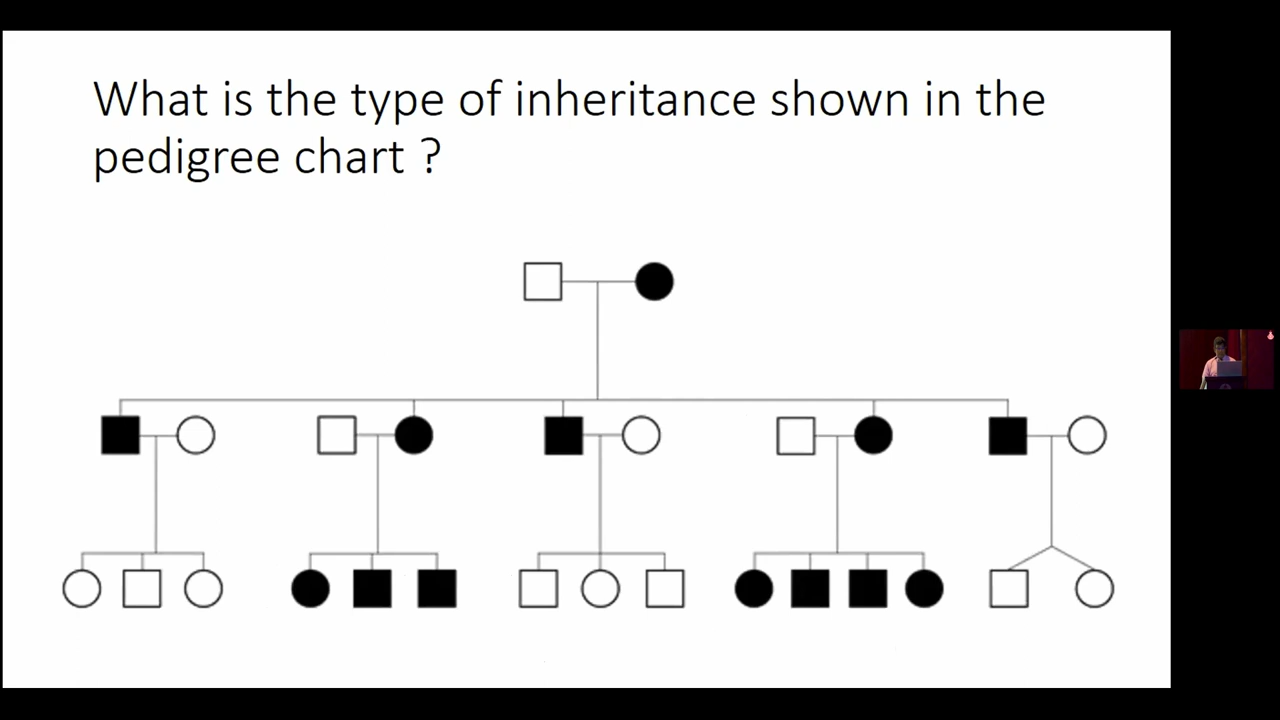 What is the type of inheritance shown in the
pedigree chart ?